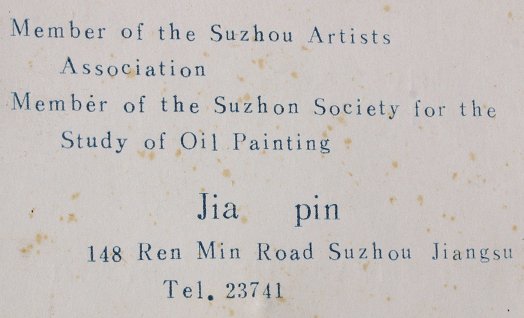 Member of the Suzhou Artists
Association
Member of the Suzhon Society for the
Study of Oil Painting
Jia pin
148 Ren Min Road Suzhou Jiangsu
Tel. 23741